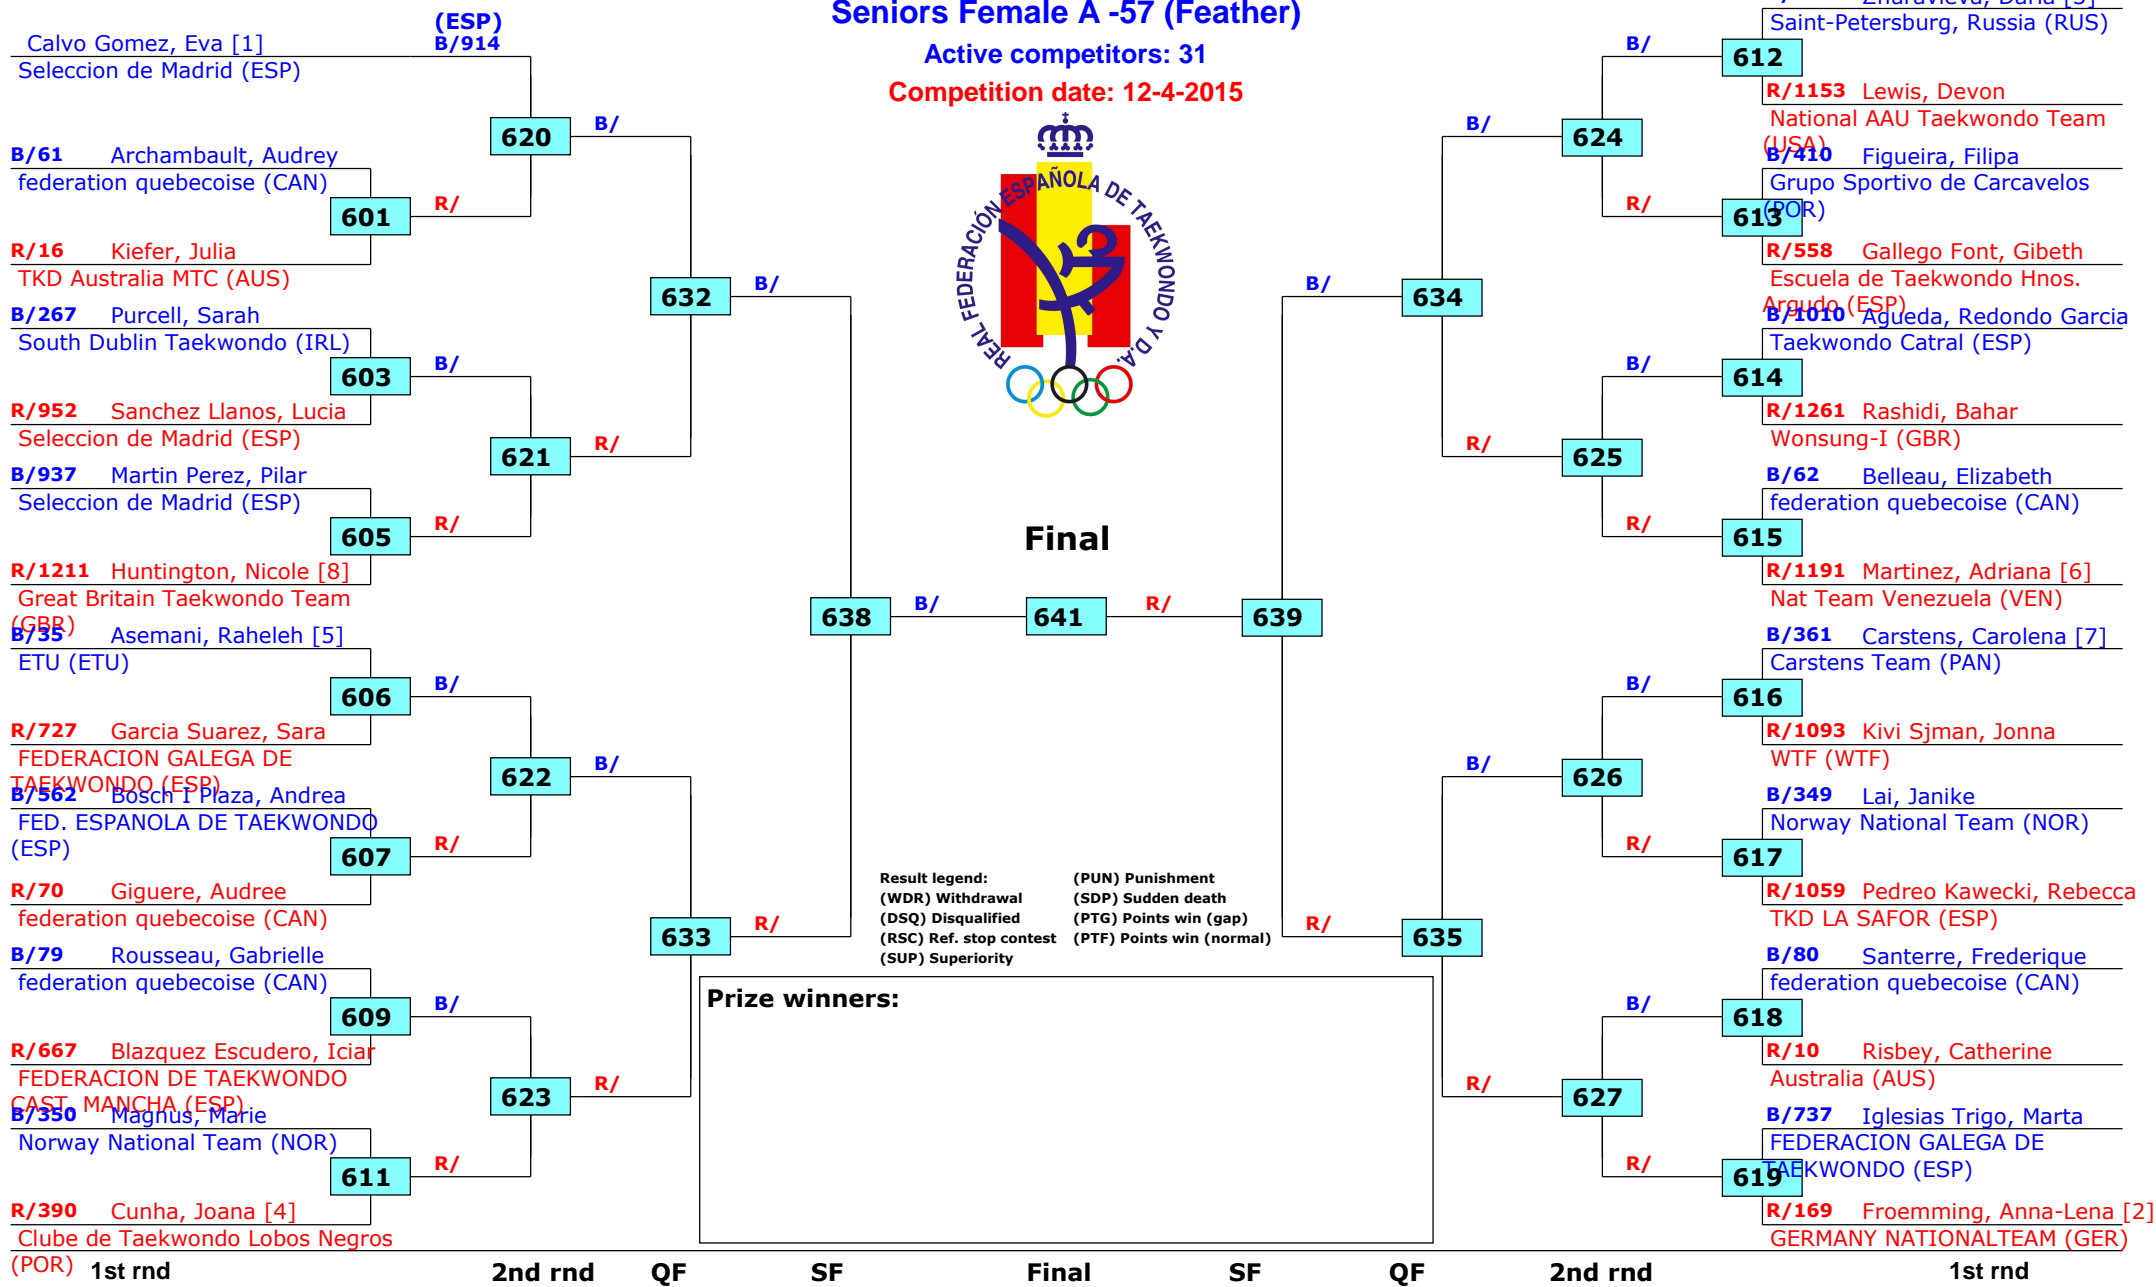 Seniors Female A -57 (Feather)
Active competitors: 31
Competition date: 12-4-2015
REAL FEDERACIÓN ESPAÑOLA DE TAEKWONDO Y D.A.
(ESP)
Calvo Gomez, Eva [1] B/914
Seleccion de Madrid (ESP)
B/61 Archambault, Audrey
federation quebecoise (CAN)
R/16 Kiefer, Julia
TKD Australia MTC (AUS)
B/267 Purcell, Sarah
South Dublin Taekwondo (IRL)
R/952 Sanchez Llanos, Lucia
Seleccion de Madrid (ESP)
B/937 Martin Perez, Pilar
Seleccion de Madrid (ESP)
R/1211 Huntington, Nicole [8]
Great Britain Taekwondo Team
(GBR)
B/35 Asemani, Raheleh [5]
ETU (ETU)
R/727 Garcia Suarez, Sara
FEDERACION GALEGA DE
TAEKWONDO (ESP)
B/562 Bosch I Plaza, Andrea
FED. ESPANOLA DE TAEKWONDO
(ESP)
R/70 Giguere, Audree
federation quebecoise (CAN)
B/79 Rousseau, Gabrielle
federation quebecoise (CAN)
R/667 Blazquez Escudero, Iciar
FEDERACION DE TAEKWONDO
CAST. MANCHA (ESP)
B/350 Magnus, Marie
Norway National Team (NOR)
R/390 Cunha, Joana [4]
Clube de Taekwondo Lobos Negros
(POR)
601
R/
603
B/
605
R/
606
B/
607
R/
609
B/
611
R/
620
B/
621
R/
622
B/
623
R/
632
B/
633
R/
638
B/
Final
641
R/
639
B/
634
R/
635
B/
624
R/
625
B/
626
R/
627
B/
612
R/
613
B/
614
R/
615
B/
616
R/
617
B/
618
R/
619
Zharavleva, Daria [3]
Saint-Petersburg, Russia (RUS)
R/1153 Lewis, Devon
National AAU Taekwondo Team
(USA)
B/410 Figueira, Filipa
Grupo Sportivo de Carcavelos
(POR)
R/558 Gallego Font, Gibeth
Escuela de Taekwondo Hnos.
Argudo (ESP)
B/1010 Agueda, Redondo Garcia
Taekwondo Catral (ESP)
R/1261 Rashidi, Bahar
Wonsung-I (GBR)
B/62 Belleau, Elizabeth
federation quebecoise (CAN)
R/1191 Martinez, Adriana [6]
Nat Team Venezuela (VEN)
B/361 Carstens, Carolena [7]
Carstens Team (PAN)
R/1093 Kivi Sjman, Jonna
WTF (WTF)
B/349 Lai, Janike
Norway National Team (NOR)
R/1059 Pedreo Kawecki, Rebecca
TKD LA SAFOR (ESP)
B/80 Santerre, Frederique
federation quebecoise (CAN)
R/10 Risbey, Catherine
Australia (AUS)
B/737 Iglesias Trigo, Marta
FEDERACION GALEGA DE
TAEKWONDO (ESP)
R/169 Froemming, Anna-Lena [2]
GERMANY NATIONALTEAM (GER)
Result legend: (PUN) Punishment
(WDR) Withdrawal (SDP) Sudden death
(DSQ) Disqualified (PTG) Points win (gap)
(RSC) Ref. stop contest (PTF) Points win (normal)
(SUP) Superiority
Prize winners:
1st rnd 2nd rnd QF SF Final SF QF 2nd rnd 1st rnd